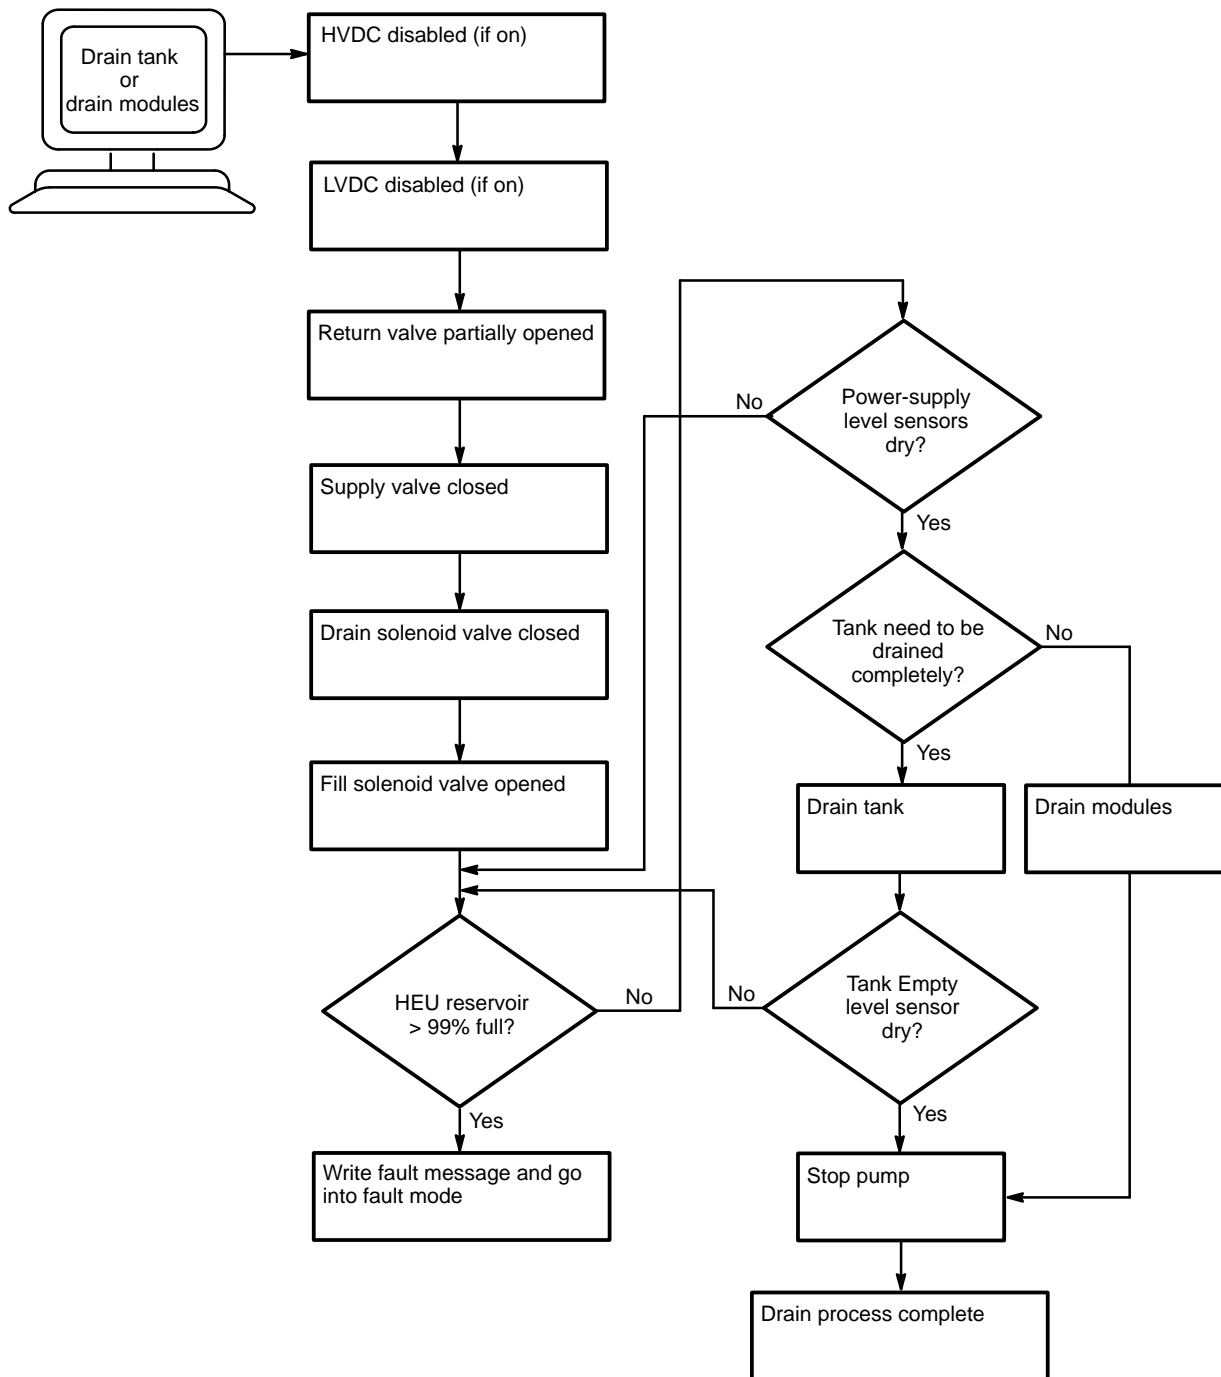 Drain tank
or
drain modules
HVDC disabled (if on)
LVDC disabled (if on)
Return valve partially opened
Supply valve closed
Drain solenoid valve closed
Fill solenoid valve opened
HEU reservoir
> 99% full?
No
Yes
Write fault message and go
into fault mode
Power-supply
level sensors
dry?
No
Yes
Tank need to be
drained
completely?
No
Yes
Drain tank
Drain modules
Tank Empty
level sensor
dry?
No
Yes
Stop pump
Drain process complete